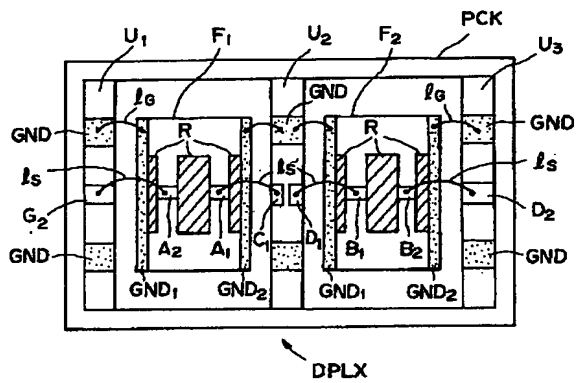 PCK
U₁ F₁ U₂ F₂ U₃
ℓG GND ℓG
GND R R GND
ℓS ℓS ℓS
G₂ A₂ A₁ C₁ D₁ B₁ B₂ D₂
GND GND
GND₁ GND₂ GND₁ GND₂
DPLX